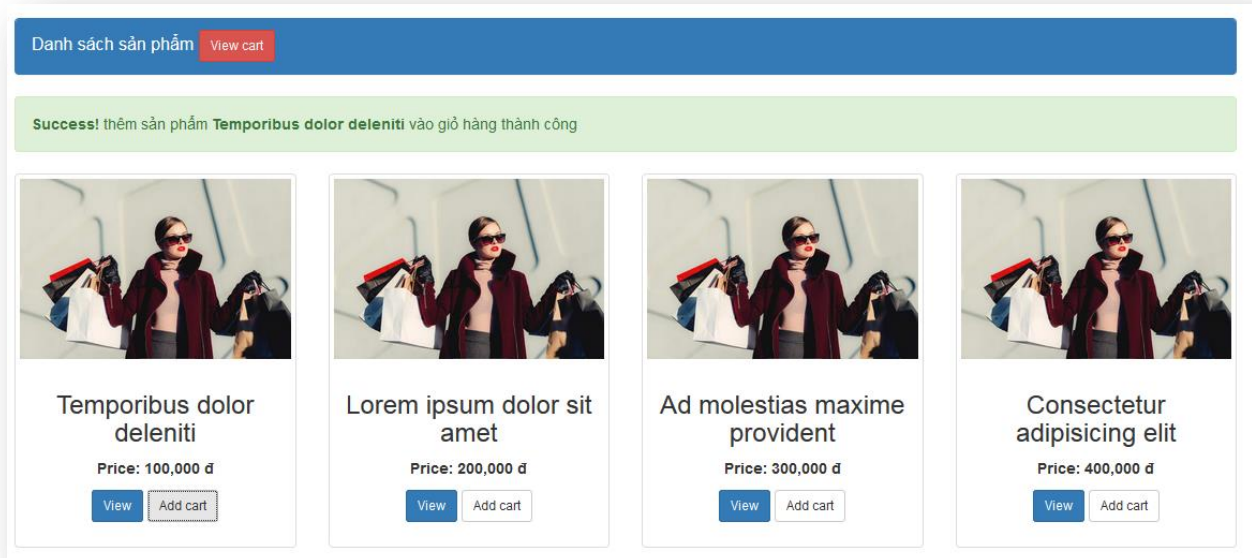 Danh sách sản phẩm View cart
Success! thêm sản phẩm Temporibus dolor deleniti vào giỏ hàng thành công
Temporibus dolor
deleniti
Price: 100,000 đ
View Add cart
Lorem ipsum dolor sit
amet
Price: 200,000 đ
View Add cart
Ad molestias maxime
provident
Price: 300,000 đ
View Add cart
Consectetur
adipisicing elit
Price: 400,000 đ
View Add cart